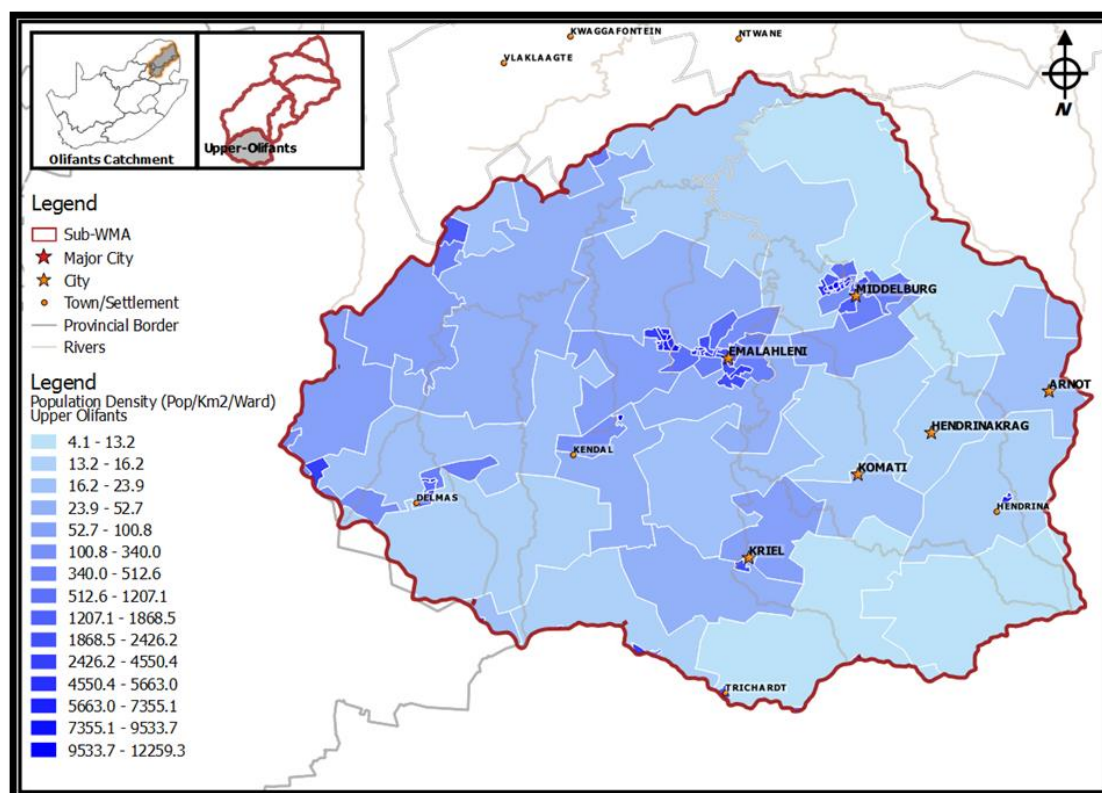 KWAGGAFONTEIN
NTWANE
VLAKLAAGTE
N
Olifants Catchment
Upper-Olifants
Legend
Sub-WMA
Major City
City
Town/Settlement
Provincial Border
Rivers
Legend
Population Density (Pop/Km2/Ward)
Upper Olifants
4.1 - 13.2
13.2 - 16.2
16.2 - 23.9
23.9 - 52.7
52.7 - 100.8
100.8 - 340.0
340.0 - 512.6
512.6 - 1207.1
1207.1 - 1868.5
1868.5 - 2426.2
2426.2 - 4550.4
4550.4 - 5663.0
5663.0 - 7355.1
7355.1 - 9533.7
9533.7 - 12259.3
MIDDELBURG
EMALAHLENI
ARNOT
HENDRINAKRAG
KENDAL
KOMATI
DELMAS
HENDRINA
KRIEL
TRICHARDT